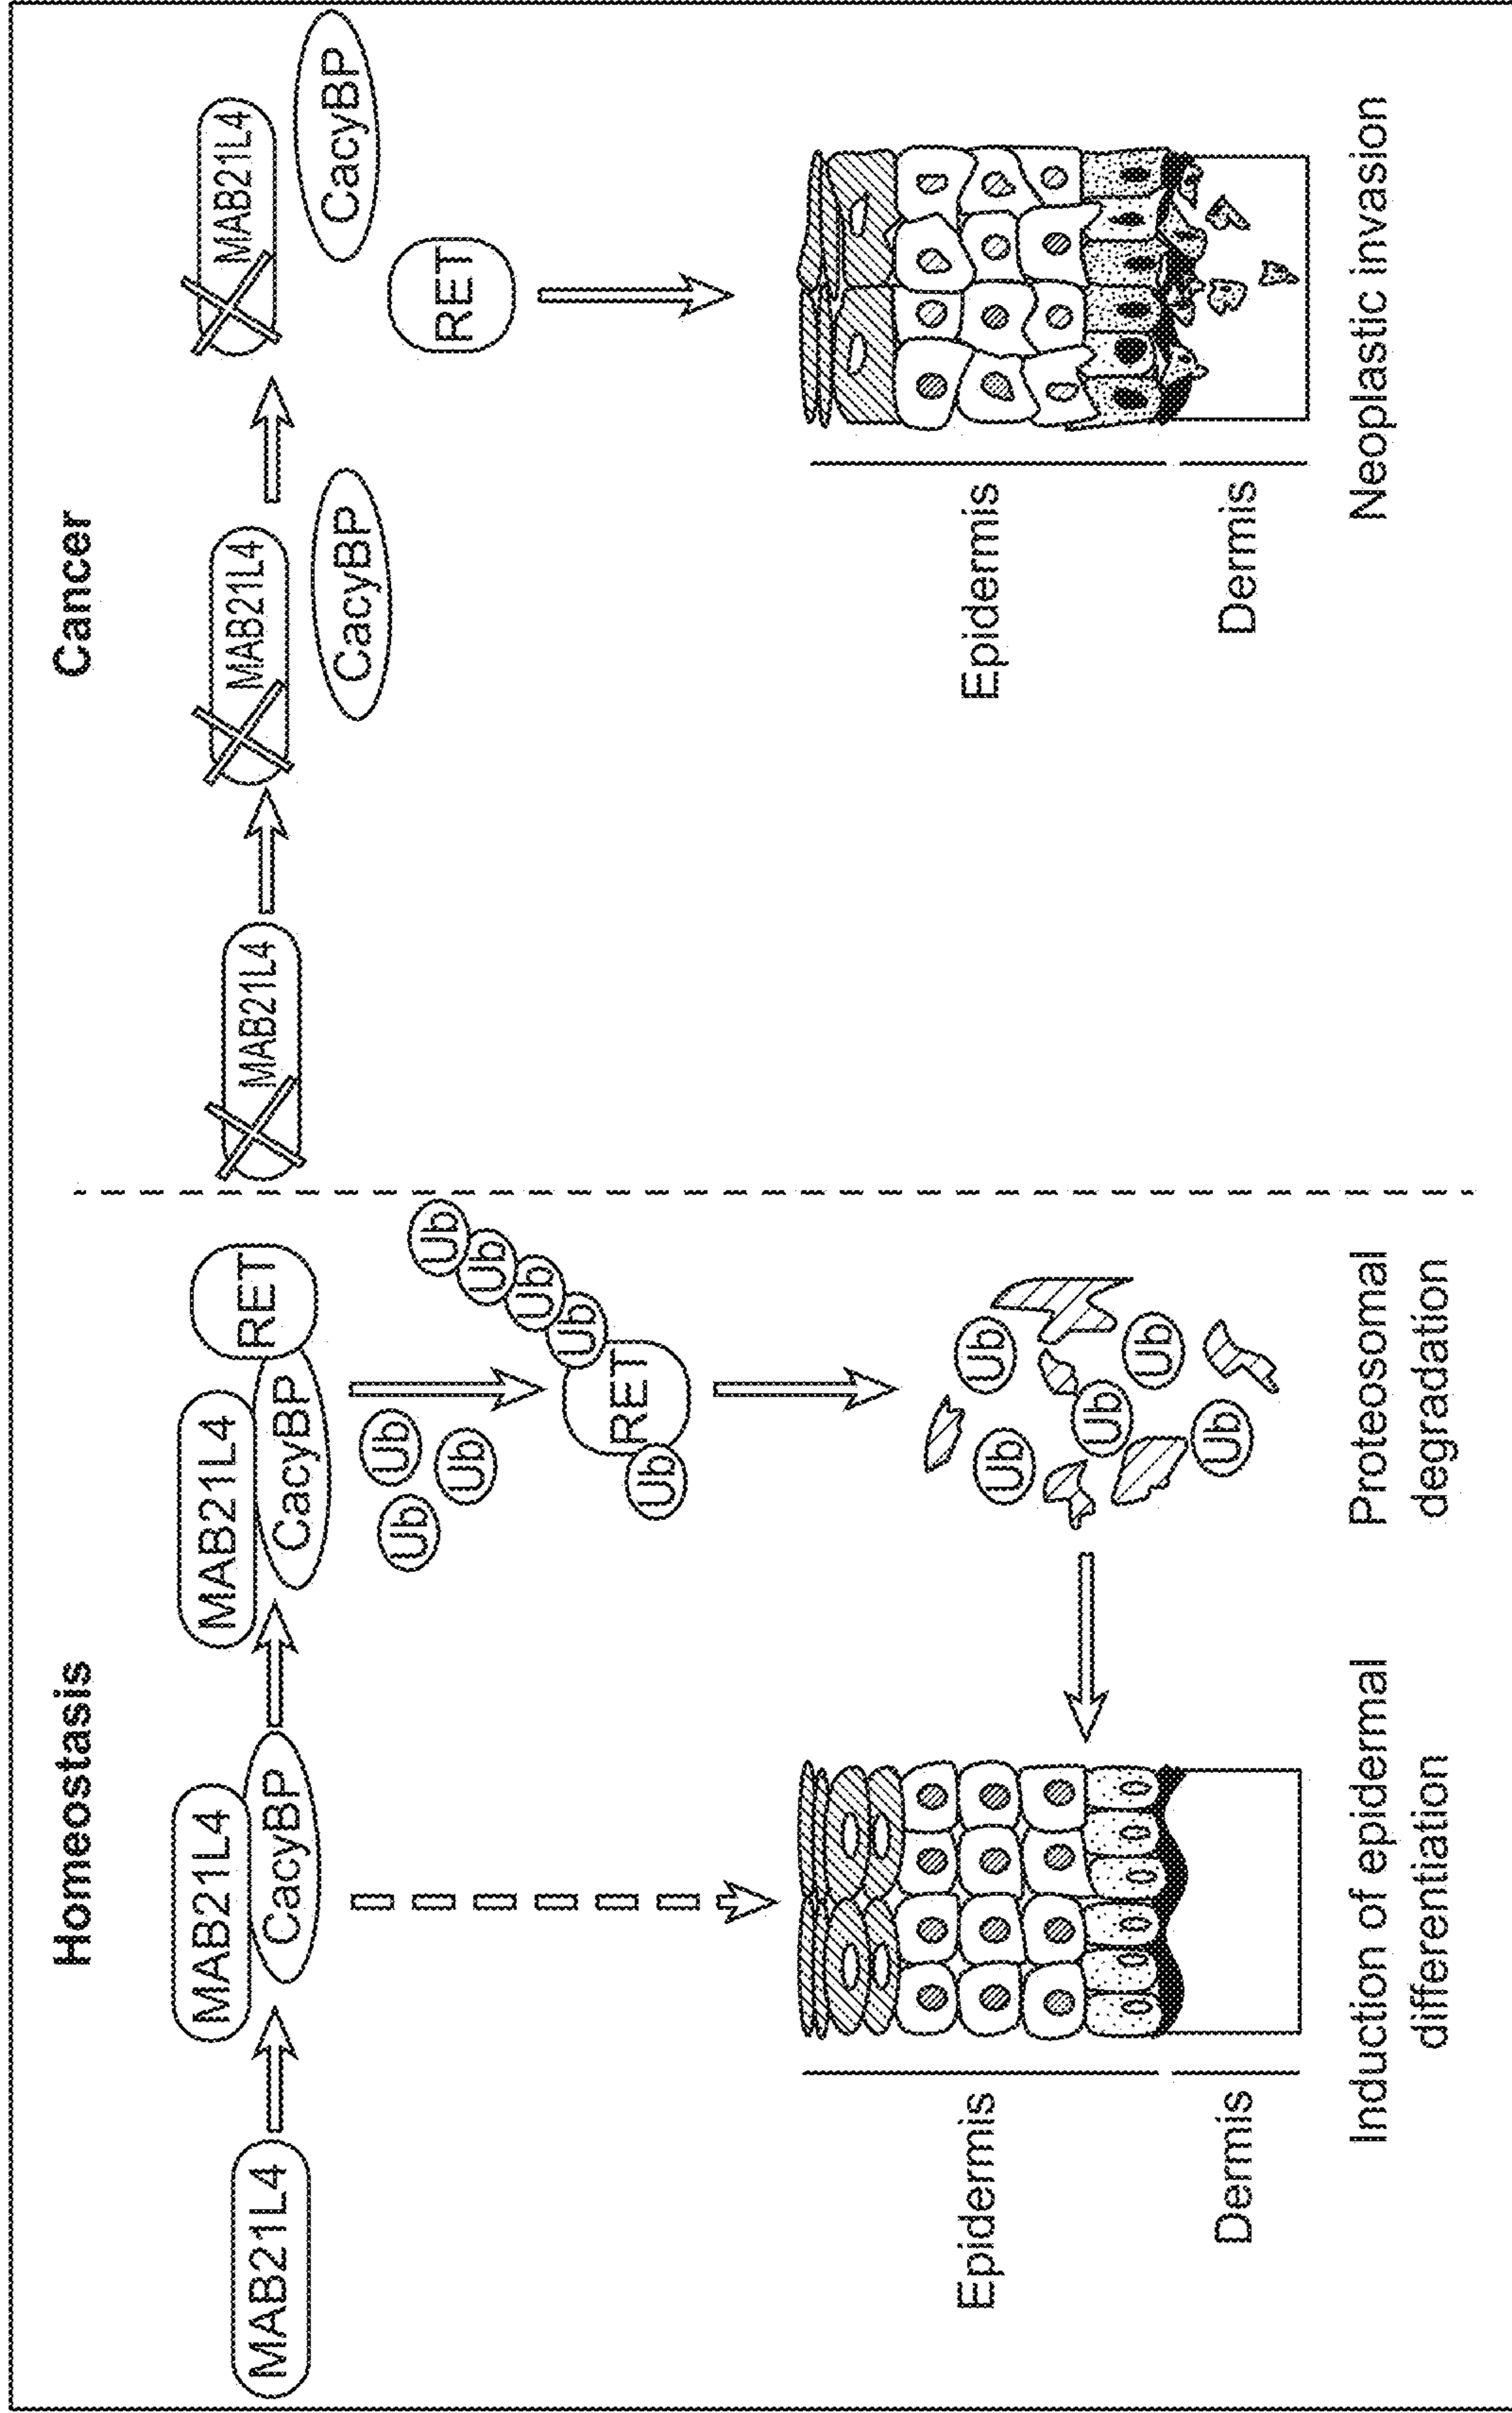 Homeostasis
MAB21L4
MAB21L4
CacyBP
MAB21L4
CacyBP
RET
Ub
Ub
Ub
Ub
Ub
Ub
Ub
RET
Ub
Ub
Ub
Ub
Ub
Ub
Epidermis
Dermis
Induction of epidermal
differentiation
Proteosomal
degradation
Cancer
MAB21L4
MAB21L4
CacyBP
MAB21L4
CacyBP
RET
Epidermis
Dermis
Neoplastic invasion